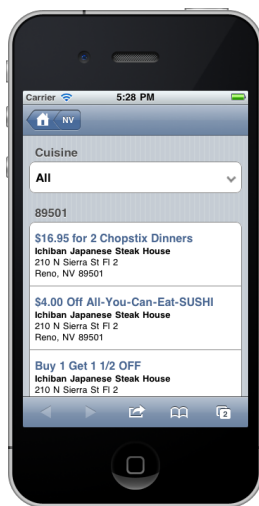 Carrier 5:28 PM
NV
Cuisine
All
89501
$16.95 for 2 Chopstix Dinners
Ichiban Japanese Steak House
210 N Sierra St Fl 2
Reno, NV 89501
$4.00 Off All-You-Can-Eat-SUSHI
Ichiban Japanese Steak House
210 N Sierra St Fl 2
Reno, NV 89501
Buy 1 Get 1 1/2 OFF
Ichiban Japanese Steak House
210 N Sierra St Fl 2
2